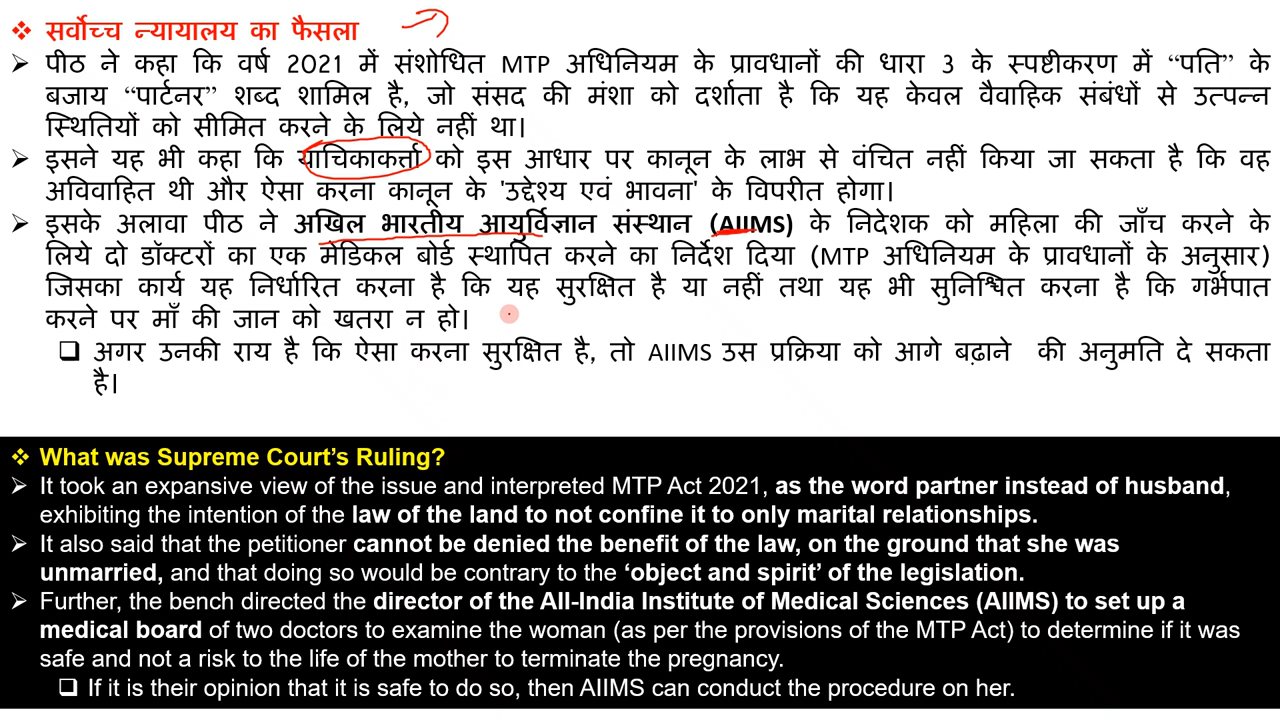 ❖ सर्वोच्च न्यायालय का फैसला
➢ पीठ ने कहा कि वर्ष 2021 में संशोधित MTP अधिनियम के प्रावधानों की धारा 3 के स्पष्टीकरण में “पति” के
बजाय “पार्टनर” शब्द शामिल है, जो संसद की मंशा को दर्शाता है कि यह केवल वैवाहिक संबंधों से उत्पन्न
स्थितियों को सीमित करने के लिये नहीं था।
➢ इसने यह भी कहा कि याचिकाकर्त्ता को इस आधार पर कानून के लाभ से वंचित नहीं किया जा सकता है कि वह
अविवाहित थी और ऐसा करना कानून के 'उद्देश्य एवं भावना' के विपरीत होगा।
➢ इसके अलावा पीठ ने अखिल भारतीय आयुर्विज्ञान संस्थान (AIIMS) के निदेशक को महिला की जाँच करने के
लिये दो डॉक्टरों का एक मेडिकल बोर्ड स्थापित करने का निर्देश दिया (MTP अधिनियम के प्रावधानों के अनुसार)
जिसका कार्य यह निर्धारित करना है कि यह सुरक्षित है या नहीं तथा यह भी सुनिश्चित करना है कि गर्भपात
करने पर माँ की जान को खतरा न हो।
❑ अगर उनकी राय है कि ऐसा करना सुरक्षित है, तो AIIMS उस प्रक्रिया को आगे बढ़ाने की अनुमति दे सकता
है।
❖ What was Supreme Court’s Ruling?
➢ It took an expansive view of the issue and interpreted MTP Act 2021, as the word partner instead of husband,
exhibiting the intention of the law of the land to not confine it to only marital relationships.
➢ It also said that the petitioner cannot be denied the benefit of the law, on the ground that she was
unmarried, and that doing so would be contrary to the ‘object and spirit’ of the legislation.
➢ Further, the bench directed the director of the All-India Institute of Medical Sciences (AIIMS) to set up a
medical board of two doctors to examine the woman (as per the provisions of the MTP Act) to determine if it was
safe and not a risk to the life of the mother to terminate the pregnancy.
❑ If it is their opinion that it is safe to do so, then AIIMS can conduct the procedure on her.